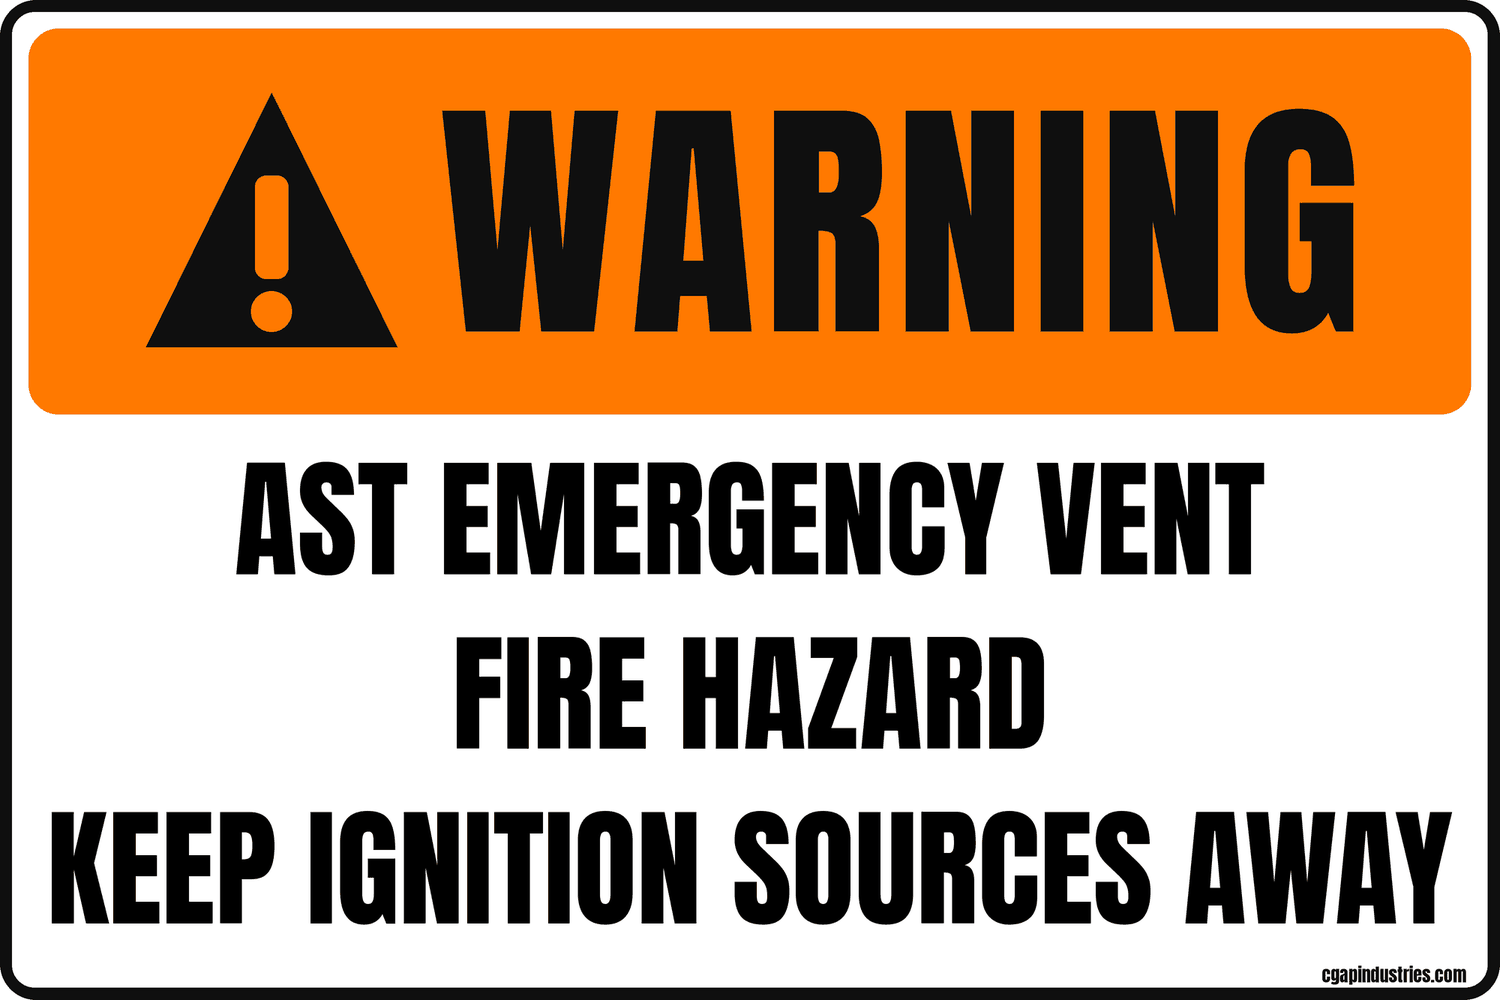 WARNING
AST EMERGENCY VENT
FIRE HAZARD
KEEP IGNITION SOURCES AWAY
cgapindustries.com